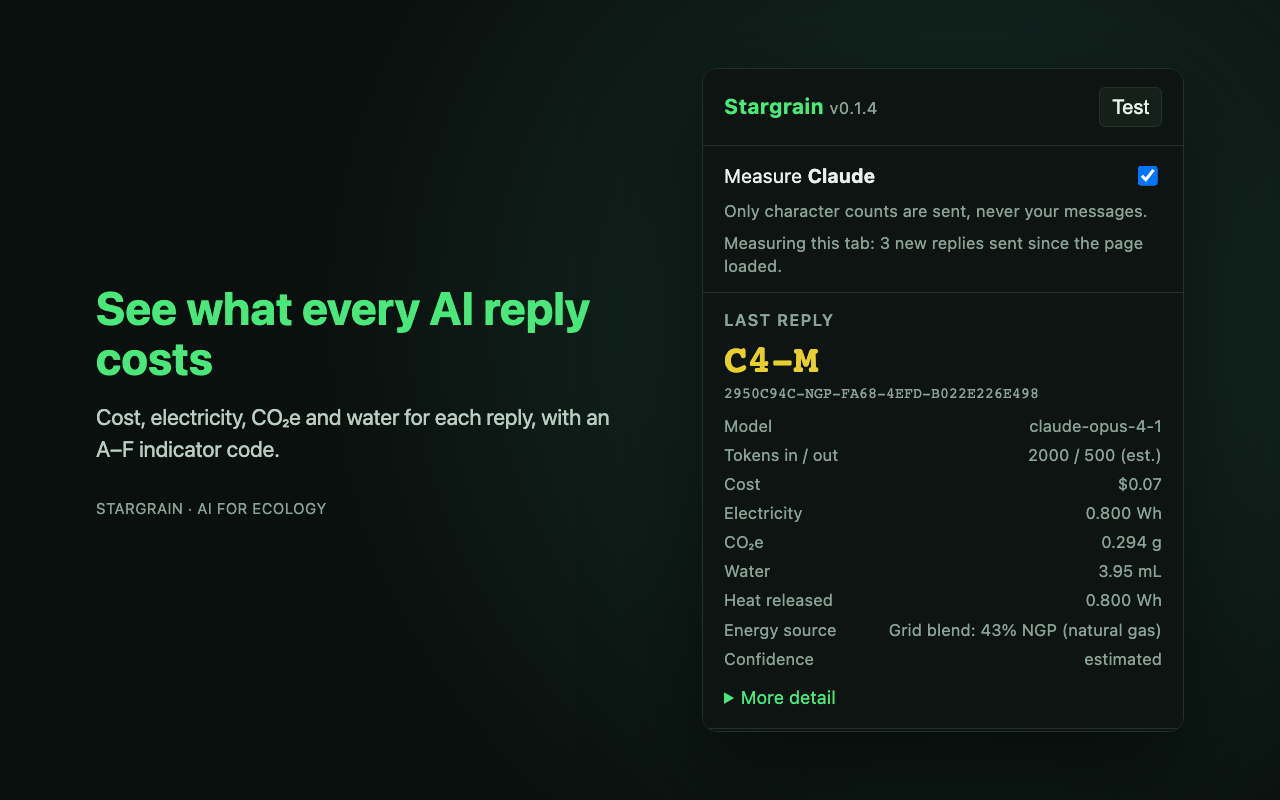 See what every AI reply
costs
Cost, electricity, CO₂e and water for each reply, with an
A–F indicator code.
STARGRAIN · AI FOR ECOLOGY
Stargrain v0.1.4
Test
Measure Claude
Only character counts are sent, never your messages.
Measuring this tab: 3 new replies sent since the page
loaded.
LAST REPLY
C4–M
2950C94C–NGP–FA68–4EFD–B022E226E498
Model claude-opus-4-1
Tokens in / out 2000 / 500 (est.)
Cost $0.07
Electricity 0.800 Wh
CO₂e 0.294 g
Water 3.95 mL
Heat released 0.800 Wh
Energy source Grid blend: 43% NGP (natural gas)
Confidence estimated
▶ More detail